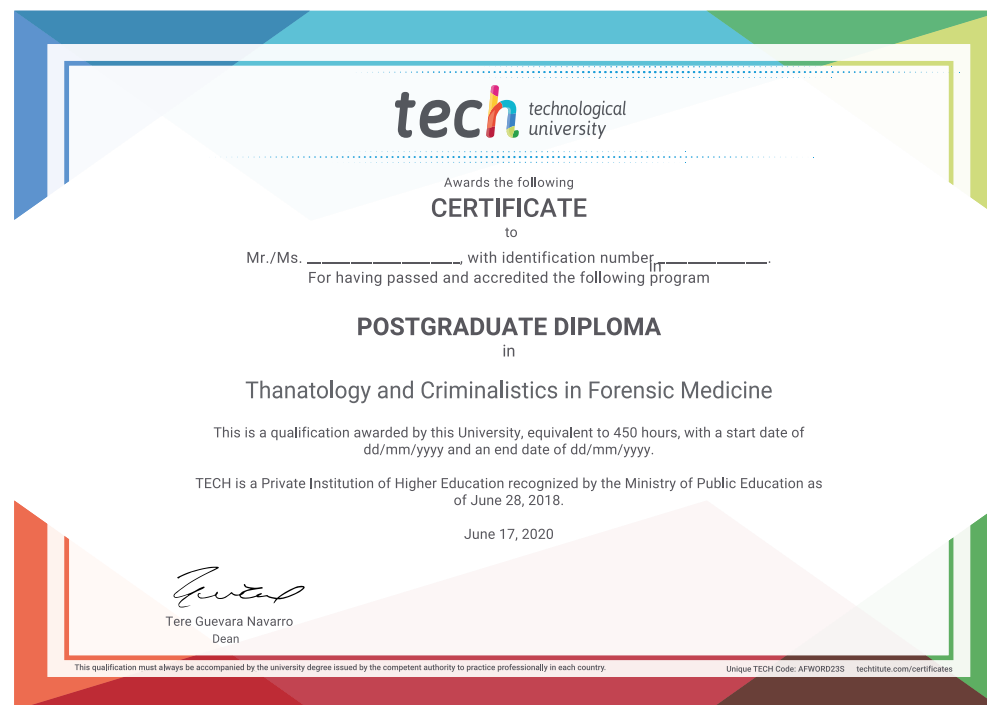 tech technological
university
Awards the following
CERTIFICATE
to
Mr./Ms. ____________________, with identification number ______________.
in
For having passed and accredited the following program
POSTGRADUATE DIPLOMA
in
Thanatology and Criminalistics in Forensic Medicine
This is a qualification awarded by this University, equivalent to 450 hours, with a start date of
dd/mm/yyyy and an end date of dd/mm/yyyy.
TECH is a Private Institution of Higher Education recognized by the Ministry of Public Education as
of June 28, 2018.
June 17, 2020
Tere Guevara Navarro
Dean
This qualification must always be accompanied by the university degree issued by the competent authority to practice professionally in each country.
Unique TECH Code: AFWORD23S techtitute.com/certificates